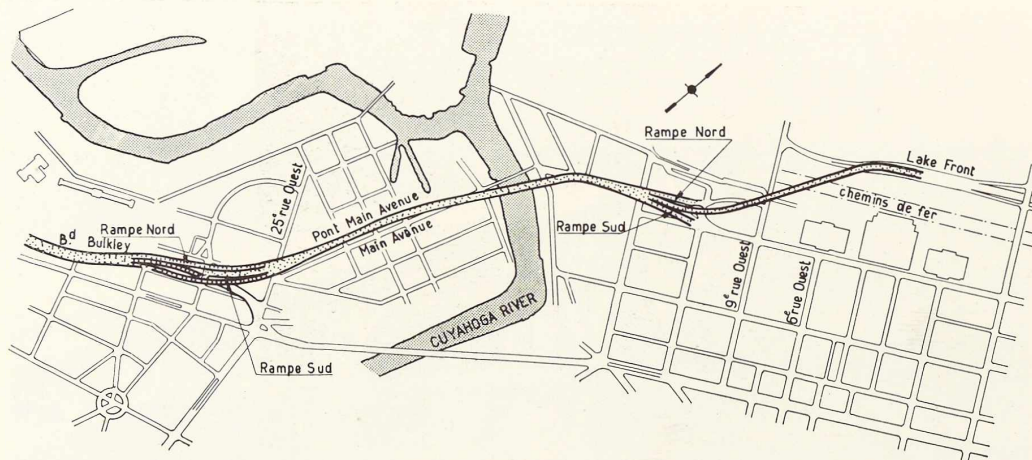 Rampe Nord
Lake Front
chemins de fer
25e rue Ouest
Pont Main Avenue
Main Avenue
Rampe Nord
Bd
Bulkley
Rampe Sud
9e rue Ouest
6e rue Ouest
CUYAHOGA RIVER
Rampe Sud